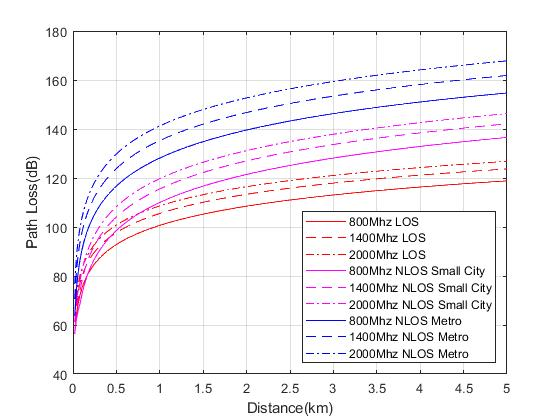 180
160
140
120
100
80
60
40
Path Loss(dB)
800Mhz LOS
1400Mhz LOS
2000Mhz LOS
800Mhz NLOS Small City
1400Mhz NLOS Small City
2000Mhz NLOS Small City
800Mhz NLOS Metro
1400Mhz NLOS Metro
2000Mhz NLOS Metro
0 0.5 1 1.5 2 2.5 3 3.5 4 4.5 5
Distance(km)